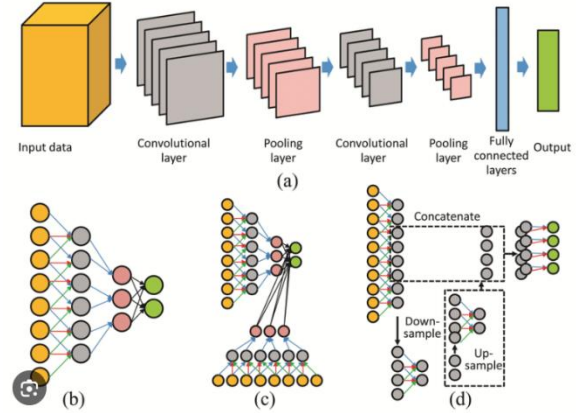 Input data
Convolutional
layer
Pooling
layer
Convolutional
layer
Pooling
layer
Fully
connected
layers
Output
(a)
Concatenate
Down-
sample
Up-
sample
(b)
(c)
(d)